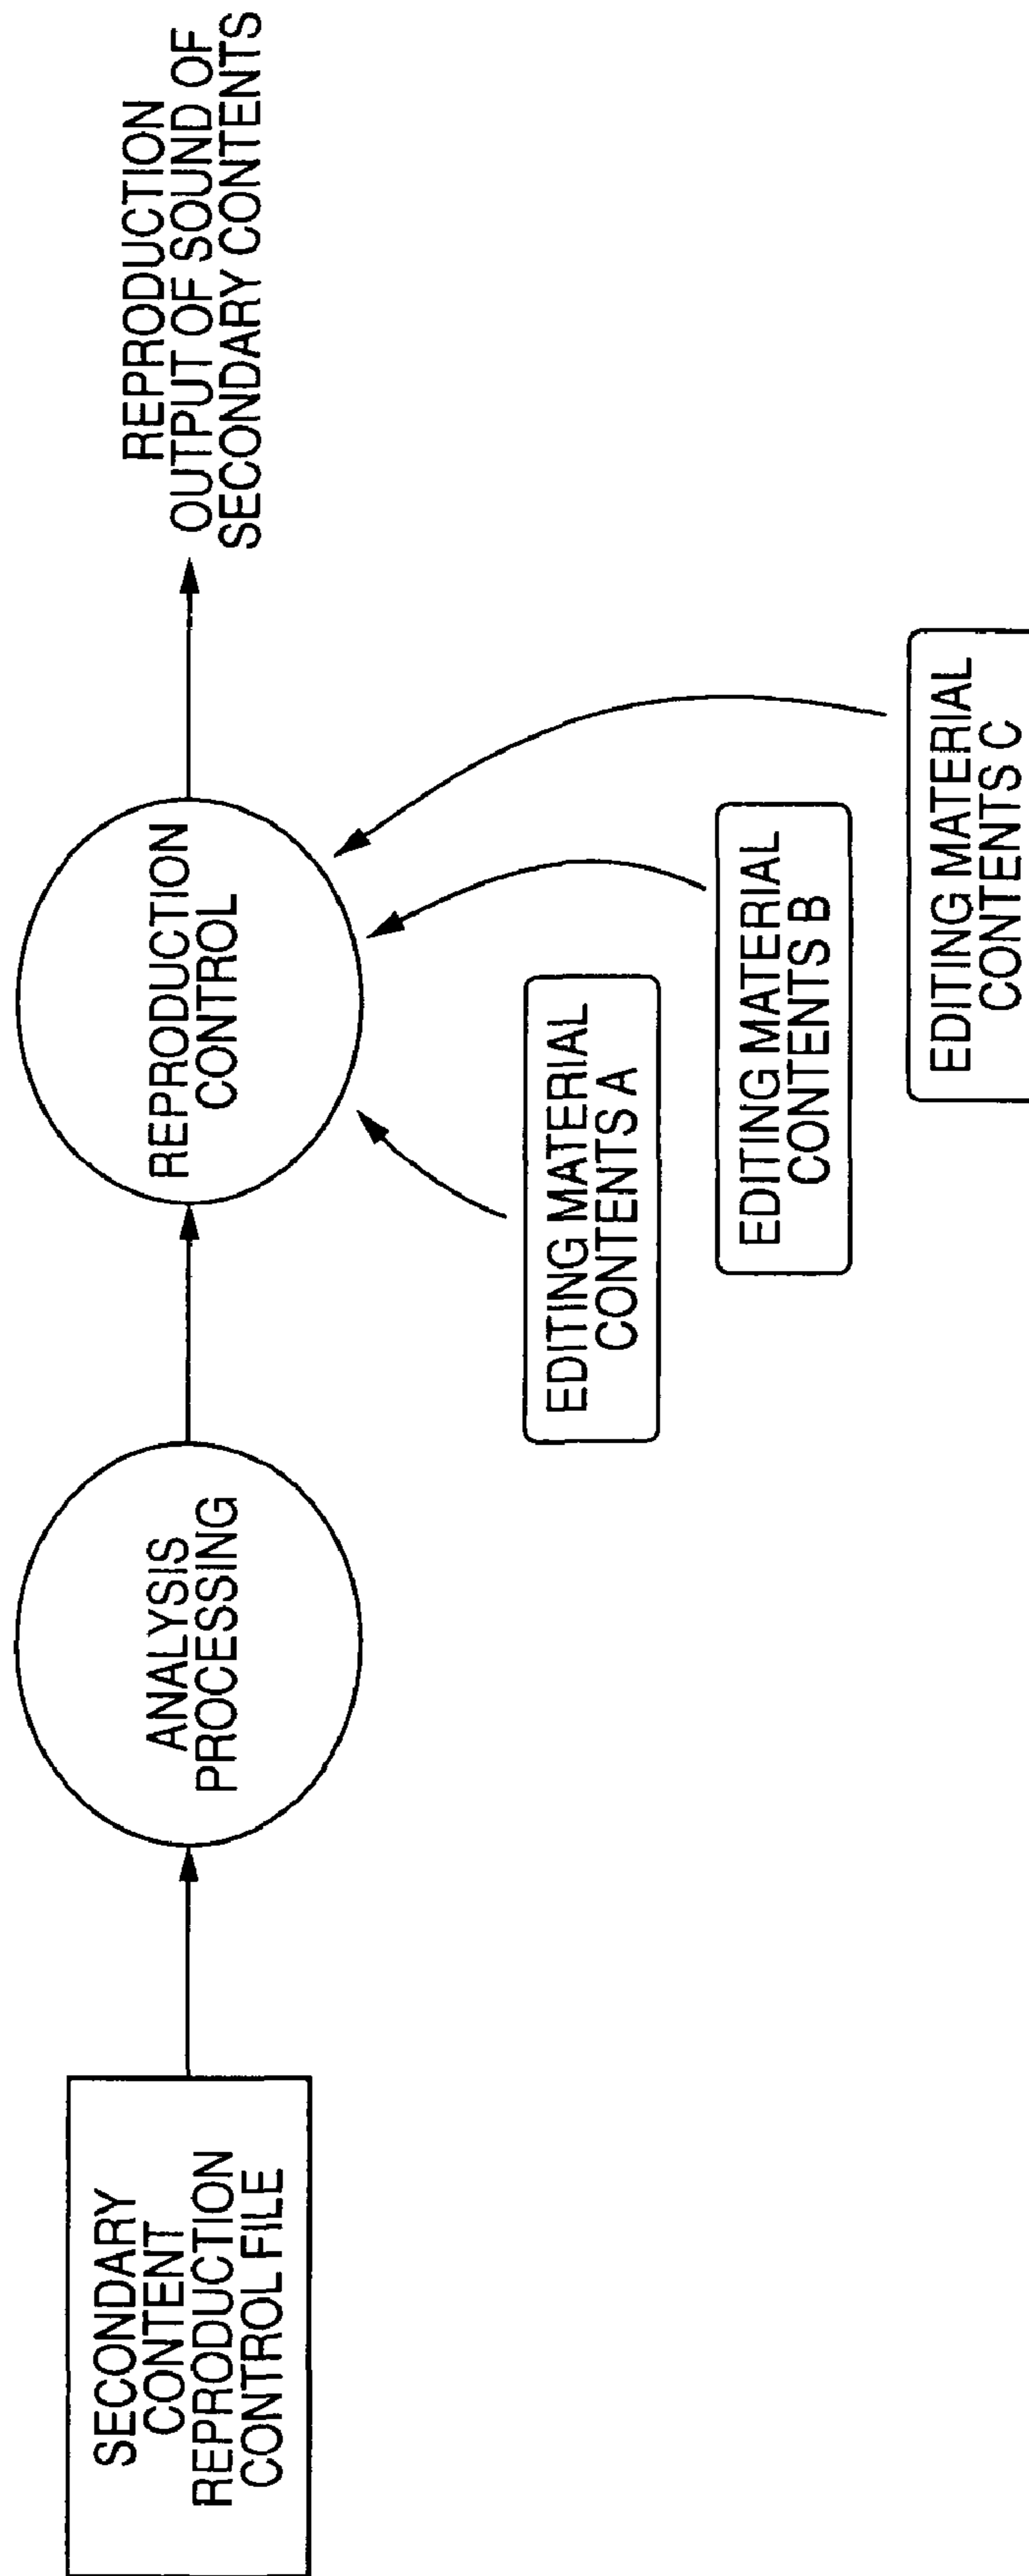 SECONDARY
CONTENT
REPRODUCTION
CONTROL FILE
ANALYSIS
PROCESSING
REPRODUCTION
CONTROL
REPRODUCTION
OUTPUT OF SOUND OF
SECONDARY CONTENTS
EDITING MATERIAL
CONTENTS A
EDITING MATERIAL
CONTENTS B
EDITING MATERIAL
CONTENTS C